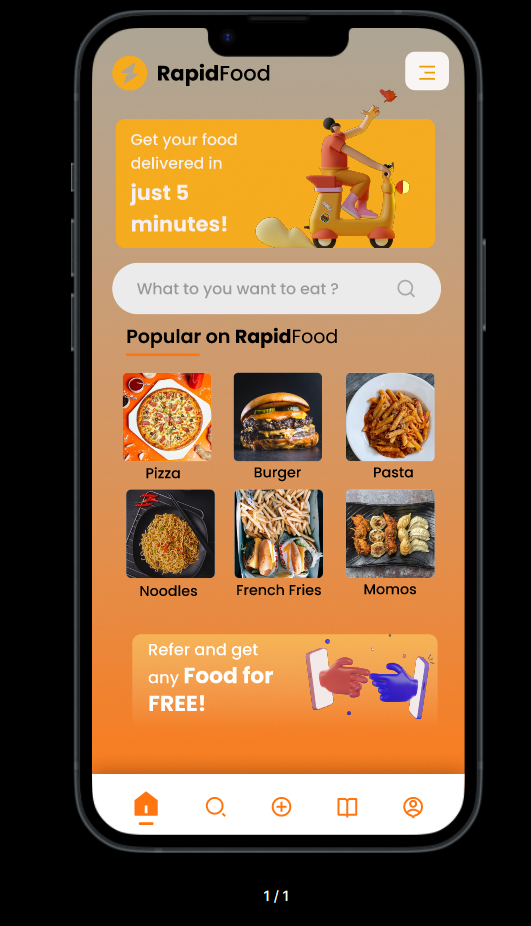 RapidFood
Get your food
delivered in
just 5
minutes!
What to you want to eat ?
Popular on RapidFood
Pizza
Burger
Pasta
Noodles
French Fries
Momos
Refer and get
any Food for
FREE!
1 / 1